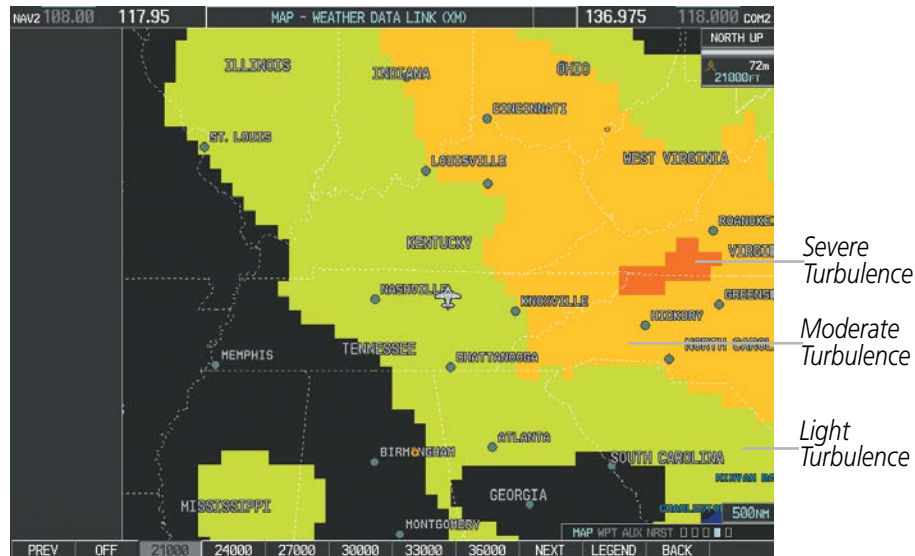 NAV2 108.00 117.95 MAP - WEATHER DATA LINK (XM) 136.975 118.000 COM2
NORTH UP
72m
21000FT
ILLINOIS
INDIANA
OHIO
CINCINNATI
ST. LOUIS
LOUISVILLE
WEST VIRGINIA
ROANOKE
KENTUCKY
VIRGIN
Severe
Turbulence
NASHVILLE
KNOXVILLE
GREENSB
HICKORY
Moderate
Turbulence
MEMPHIS
TENNESSEE
CHATTANOOGA
NORTH CAROL
ATLANTA
Light
Turbulence
BIRMINGHAM
SOUTH CAROLINA
MISSISSIPPI
GEORGIA
CHARLESTO
500NM
MONTGOMERY
MAP WPT AUX NRST
PREV OFF 21000 24000 27000 30000 33000 36000 NEXT LEGEND BACK